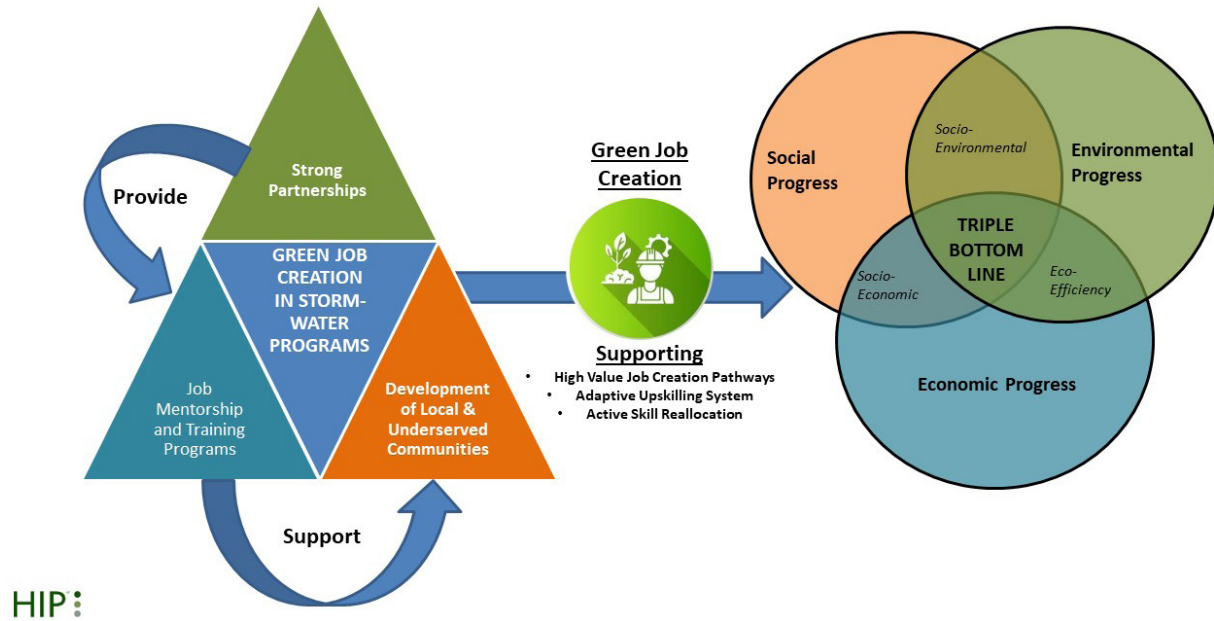 Strong
Partnerships
Provide
GREEN JOB
CREATION
IN STORM-
WATER
PROGRAMS
Job
Mentorship
and Training
Programs
Development
of Local &
Underserved
Communities
Support
Green Job
Creation
Supporting
• High Value Job Creation Pathways
• Adaptive Upskilling System
• Active Skill Reallocation
Social
Progress
Socio-
Environmental
Environmental
Progress
TRIPLE
BOTTOM
LINE
Socio-
Economic
Eco-
Efficiency
Economic Progress
HIP